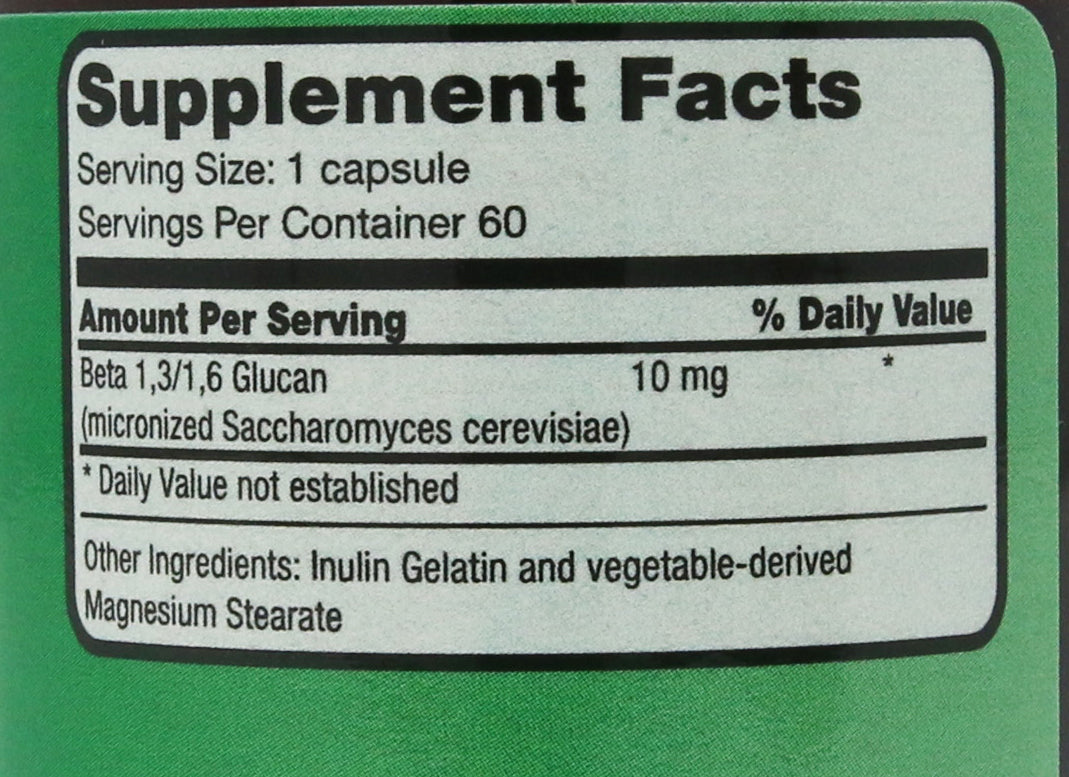 Supplement Facts
Serving Size: 1 capsule
Servings Per Container 60
Amount Per Serving % Daily Value
Beta 1,3/1,6 Glucan 10 mg *
(micronized Saccharomyces cerevisiae)
* Daily Value not established
Other Ingredients: Inulin Gelatin and vegetable-derived
Magnesium Stearate